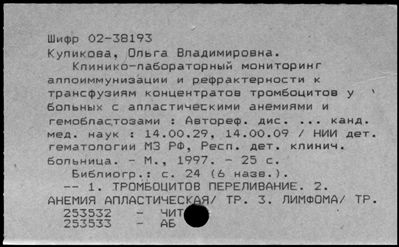 Шифр 02-38193
Куликова, Ольга Владимировна.
Клинико-лабораторный мониторинг
аллоиммунизации и рефрактерности к
трансфузиям концентратов тромбоцитов у
больных с апластическими анемиями и
гемобластозами : Автореф. дис. ... канд.
мед. наук : 14.00.29, 14.00.09 / НИИ дет.
гематологии МЗ РФ, Респ. дет. клинич.
больница. - М., 1997. - 25 с.
Библиогр.: с. 24 (6 назв.).
-- 1. ТРОМБОЦИТОВ ПЕРЕЛИВАНИЕ. 2.
АНЕМИЯ АПЛАСТИЧЕСКАЯ/ ТР. 3. ЛИМФОМА/ ТР.
253532 - ЧИТ
253533 - АБ